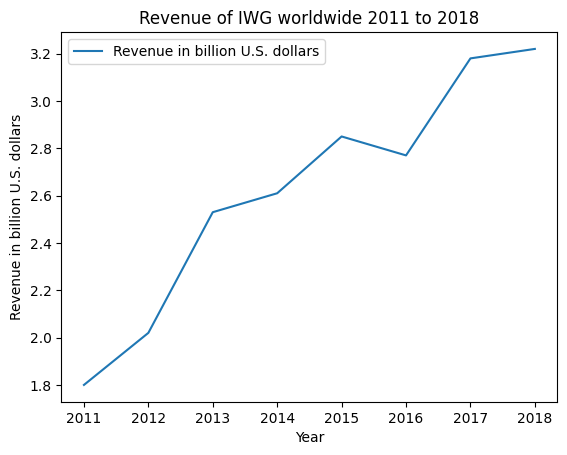 Revenue of IWG worldwide 2011 to 2018
Revenue in billion U.S. dollars
Revenue in billion U.S. dollars
3.2
3.0
2.8
2.6
2.4
2.2
2.0
1.8
2011 2012 2013 2014 2015 2016 2017 2018
Year